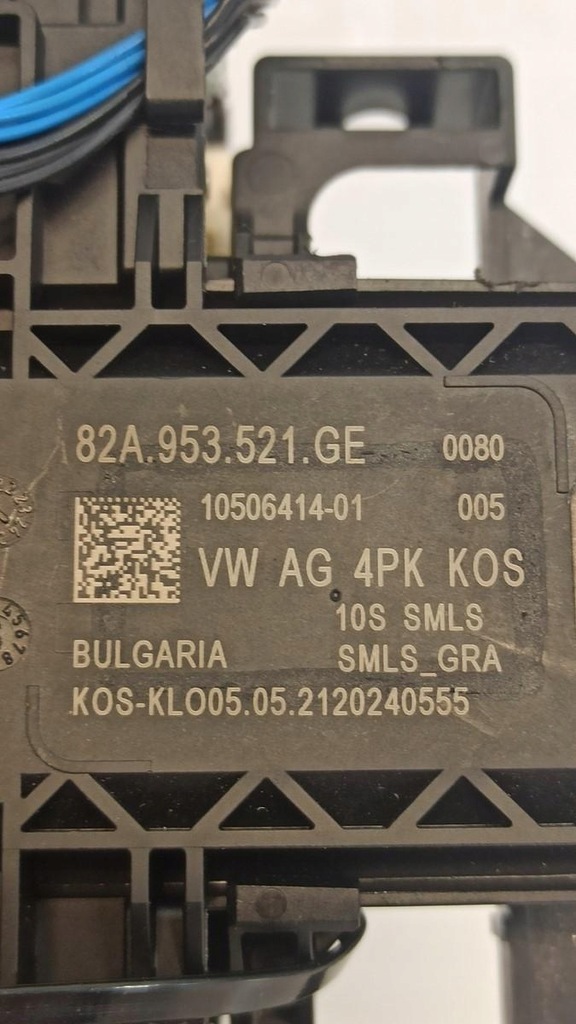 82A.953.521.GE 0080
10506414-01 005
VW AG 4PK KOS
10S SMLS
BULGARIA SMLS_GRA
KOS-KLO05.05.2120240555